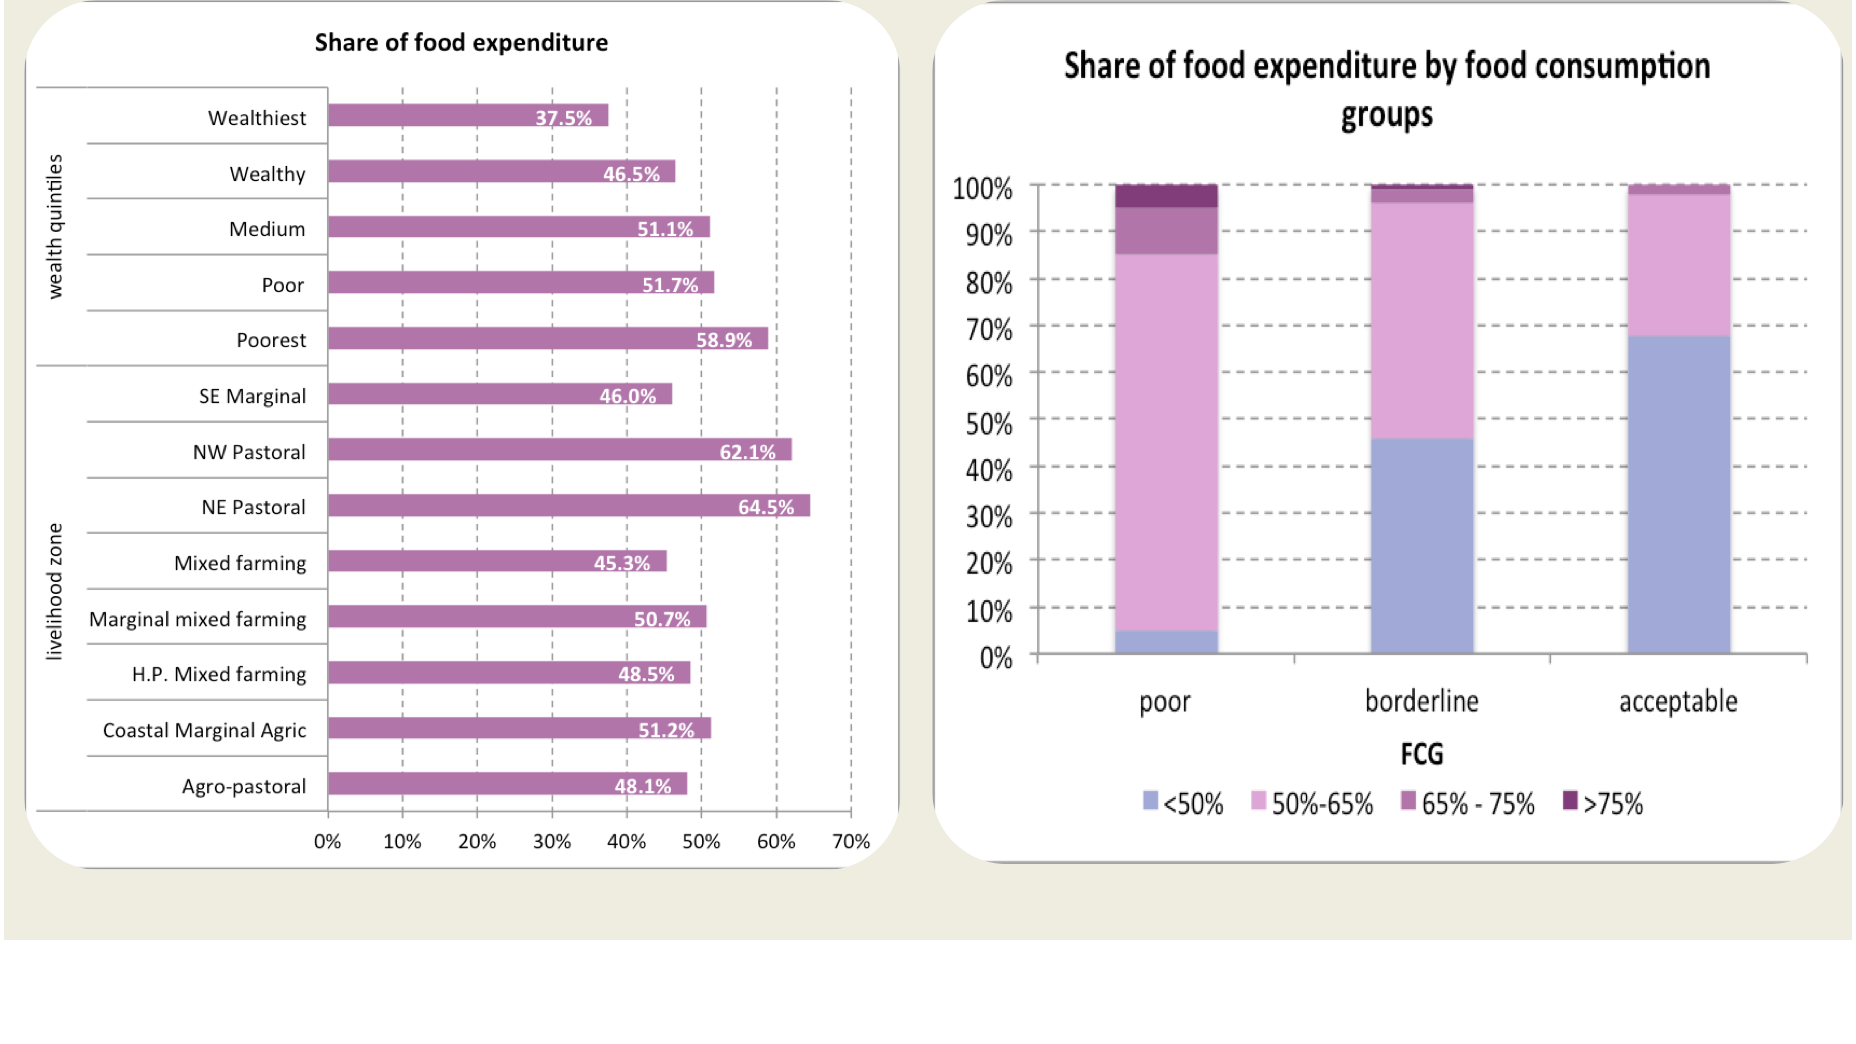 Share of food expenditure
wealth quintiles
Wealthiest 37.5%
Wealthy 46.5%
Medium 51.1%
Poor 51.7%
Poorest 58.9%
livelihood zone
SE Marginal 46.0%
NW Pastoral 62.1%
NE Pastoral 64.5%
Mixed farming 45.3%
Marginal mixed farming 50.7%
H.P. Mixed farming 48.5%
Coastal Marginal Agric 51.2%
Agro-pastoral 48.1%
0% 10% 20% 30% 40% 50% 60% 70%
Share of food expenditure by food consumption
groups
100%
90%
80%
70%
60%
50%
40%
30%
20%
10%
0%
poor borderline acceptable
FCG
<50% 50%-65% 65% - 75% >75%